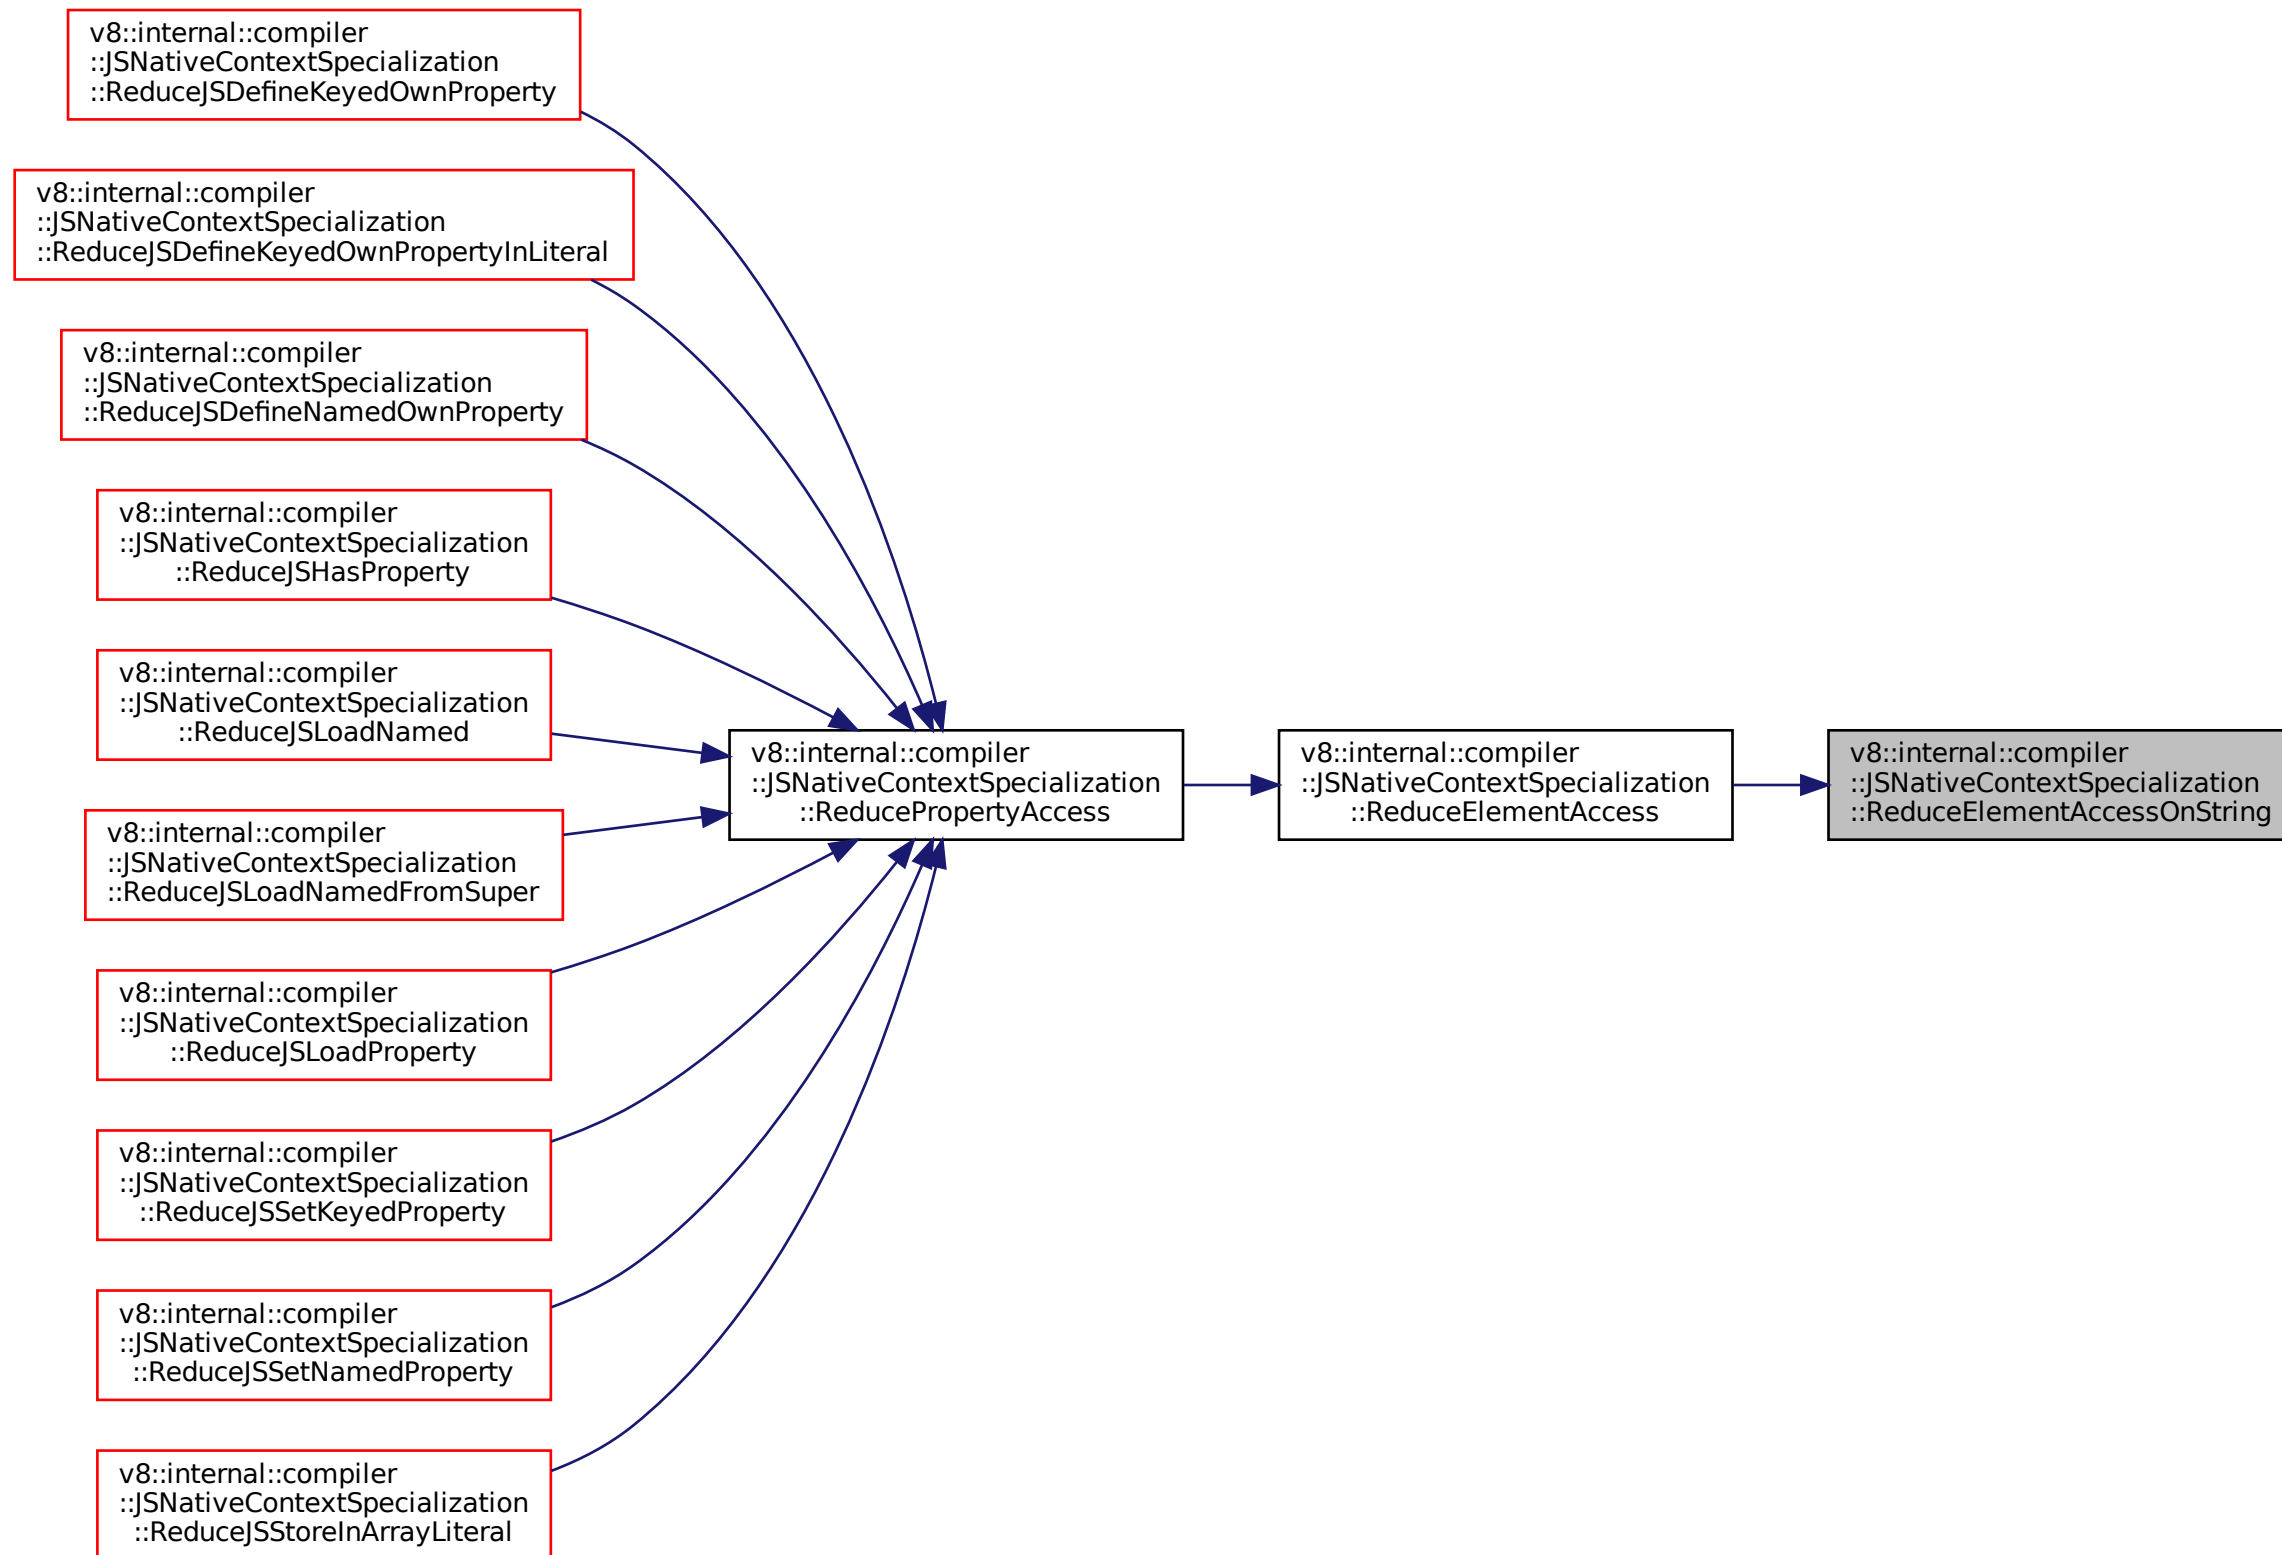 v8::internal::compiler
::JSNativeContextSpecialization
::ReduceJSDefineKeyedOwnProperty
v8::internal::compiler
::JSNativeContextSpecialization
::ReduceJSDefineKeyedOwnPropertyInLiteral
v8::internal::compiler
::JSNativeContextSpecialization
::ReduceJSDefineNamedOwnProperty
v8::internal::compiler
::JSNativeContextSpecialization
::ReduceJSHasProperty
v8::internal::compiler
::JSNativeContextSpecialization
::ReduceJSLoadNamed
v8::internal::compiler
::JSNativeContextSpecialization
::ReduceJSLoadNamedFromSuper
v8::internal::compiler
::JSNativeContextSpecialization
::ReduceJSLoadProperty
v8::internal::compiler
::JSNativeContextSpecialization
::ReduceJSSetKeyedProperty
v8::internal::compiler
::JSNativeContextSpecialization
::ReduceJSSetNamedProperty
v8::internal::compiler
::JSNativeContextSpecialization
::ReduceJSStoreInArrayLiteral
v8::internal::compiler
::JSNativeContextSpecialization
::ReducePropertyAccess
v8::internal::compiler
::JSNativeContextSpecialization
::ReduceElementAccess
v8::internal::compiler
::JSNativeContextSpecialization
::ReduceElementAccessOnString